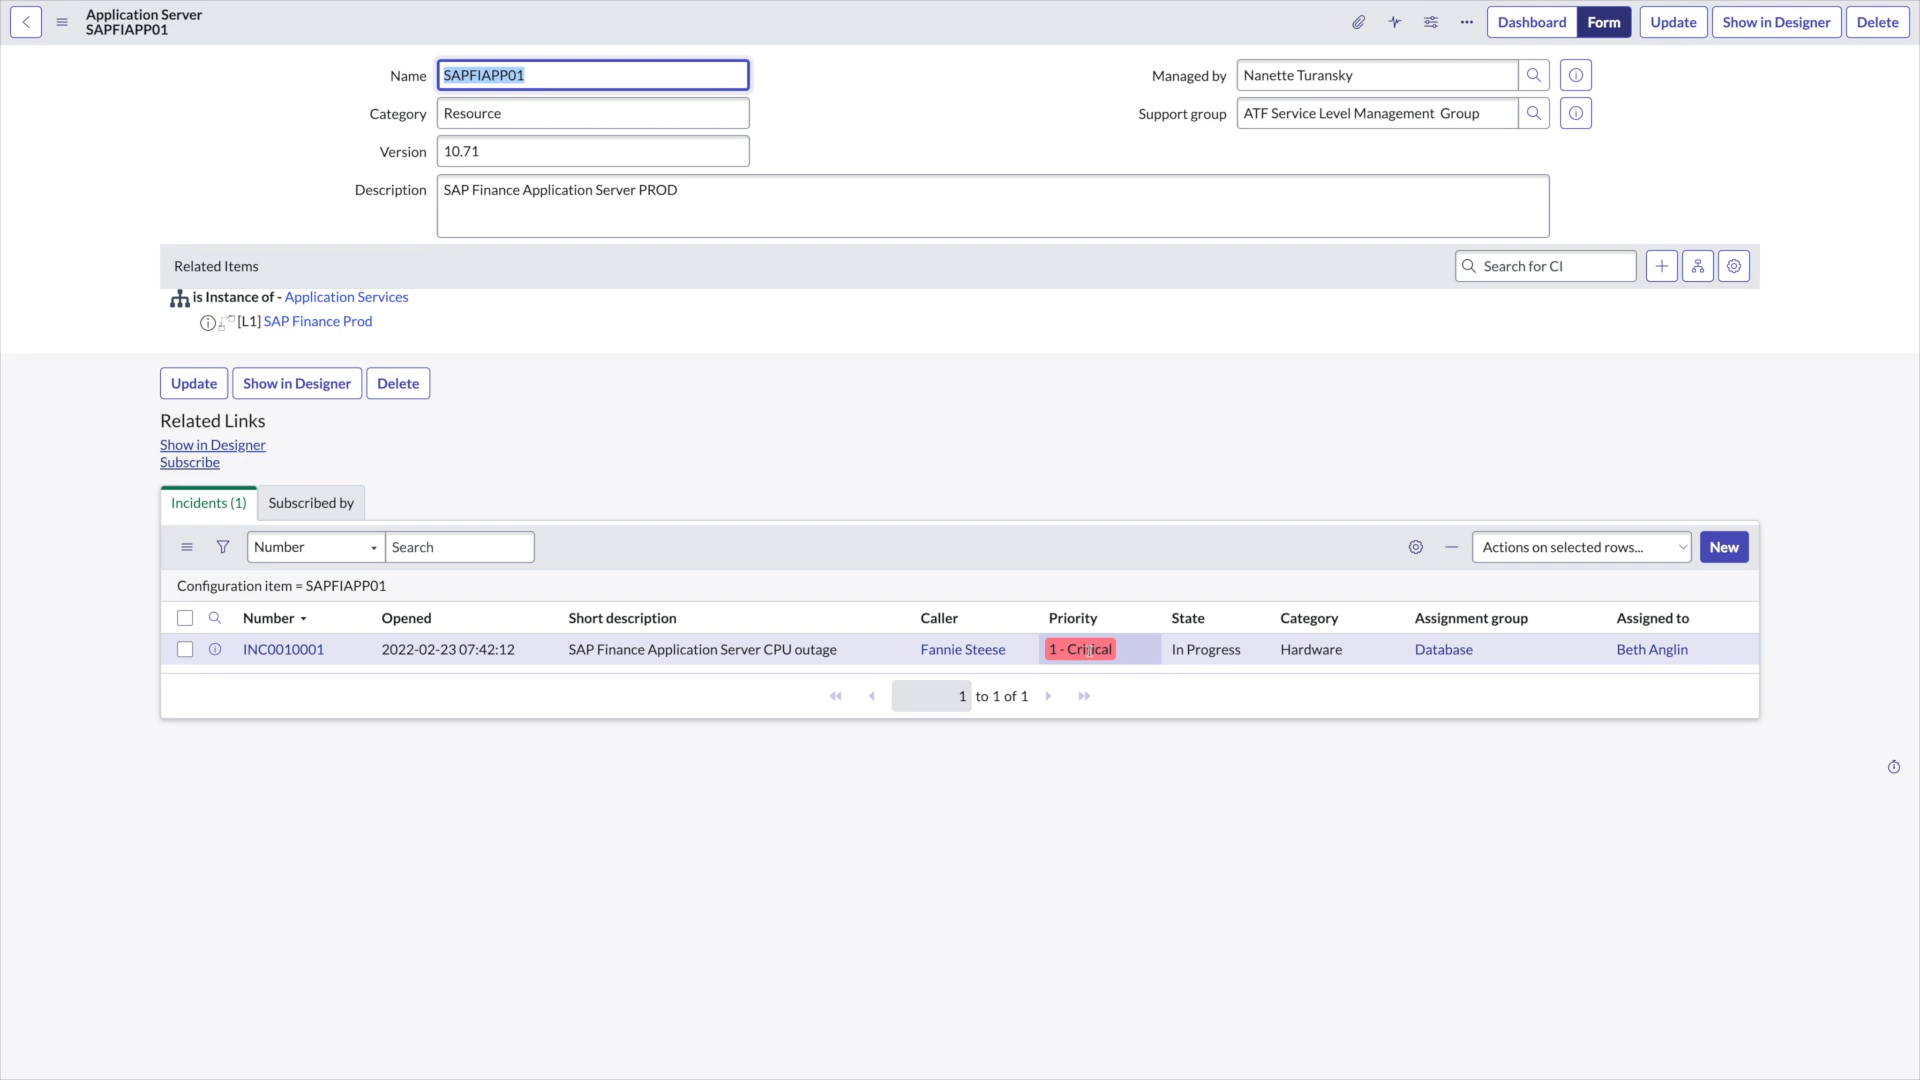 Application Server
SAPFIAPP01
Dashboard Form Update Show in Designer Delete
Name SAPFIAPP01 Managed by Nanette Turansky
Category Resource Support group ATF Service Level Management Group
Version 10.71
Description SAP Finance Application Server PROD
Related Items Search for CI
is Instance of - Application Services
[L1] SAP Finance Prod
Update Show in Designer Delete
Related Links
Show in Designer
Subscribe
Incidents (1) Subscribed by
Number Search Actions on selected rows... New
Configuration item = SAPFIAPP01
Number Opened Short description Caller Priority State Category Assignment group Assigned to
INC0010001 2022-02-23 07:42:12 SAP Finance Application Server CPU outage Fannie Steese 1 - Critical In Progress Hardware Database Beth Anglin
1 to 1 of 1